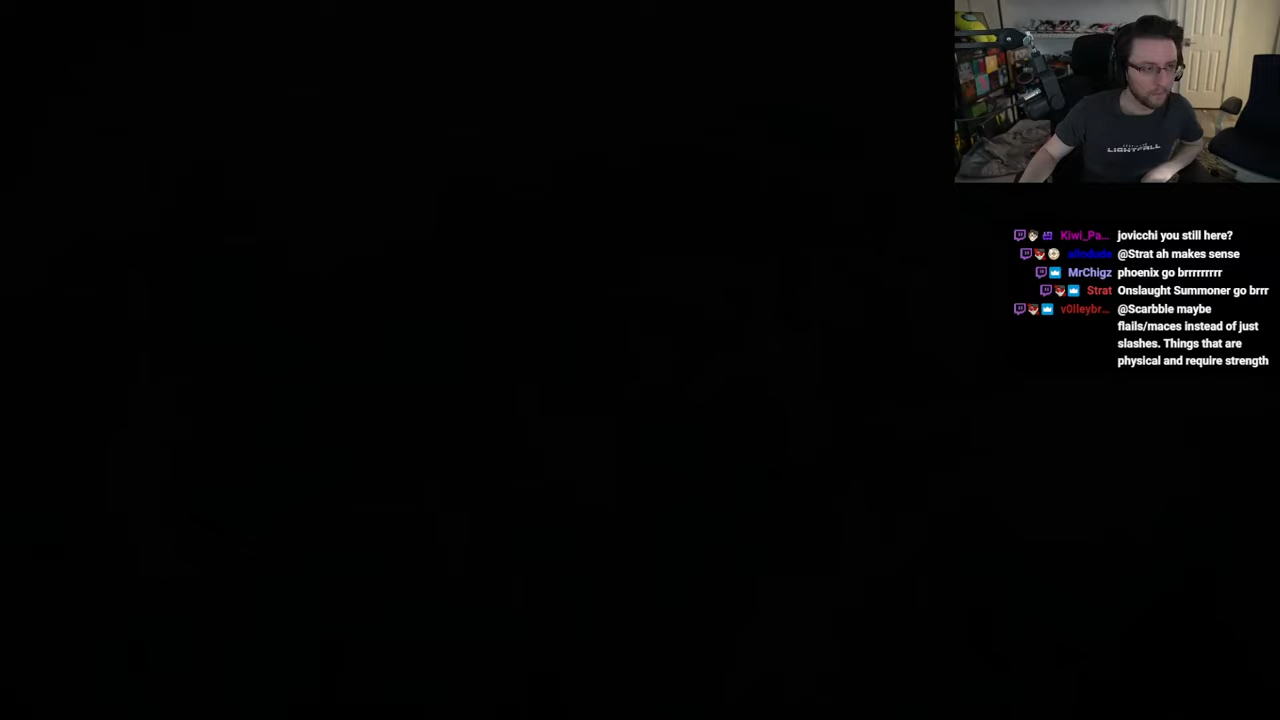 LIGHTFALL
Kiwi_Pa... jovicchi you still here?
@Strat ah makes sense
MrChigz phoenix go brrrrrrrrr
Strat Onslaught Summoner go brrr
v0lleybr... @Scarbble maybe
flails/maces instead of just
slashes. Things that are
physical and require strength